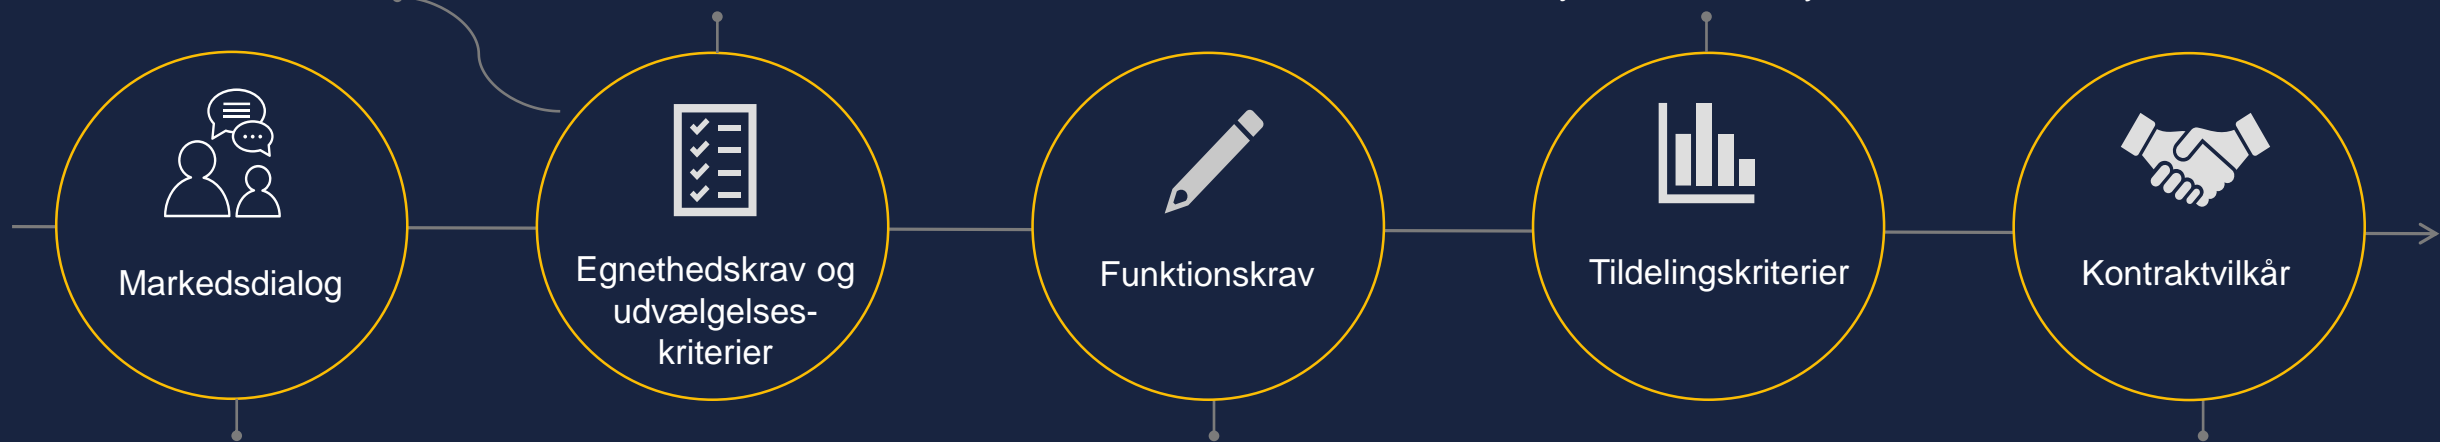 Markedsdialog
Egnethedskrav og
udvælgelses-
kriterier
Funktionskrav
Tildelingskriterier
Kontraktvilkår